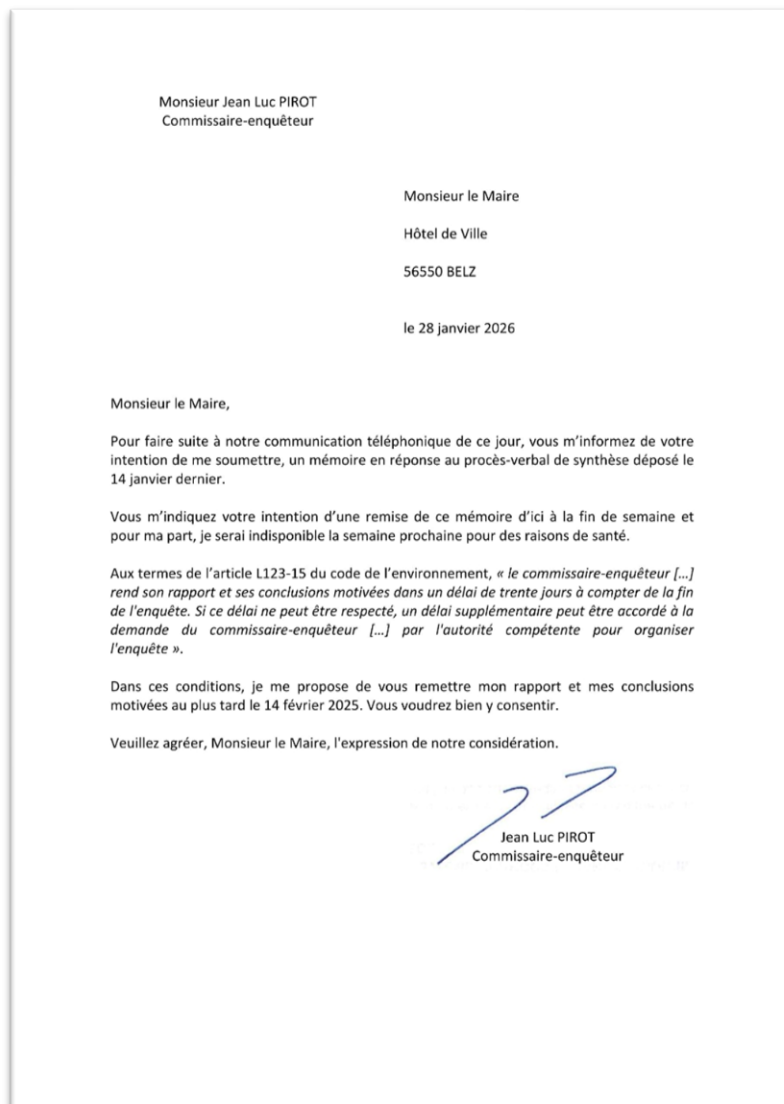 Monsieur Jean Luc PIROT
Commissaire-enquêteur
Monsieur le Maire
Hôtel de Ville
56550 BELZ
le 28 janvier 2026
Monsieur le Maire,
Pour faire suite à notre communication téléphonique de ce jour, vous m’informez de votre
intention de me soumettre, un mémoire en réponse au procès-verbal de synthèse déposé le
14 janvier dernier.
Vous m’indiquez votre intention d’une remise de ce mémoire d’ici à la fin de semaine et
pour ma part, je serai indisponible la semaine prochaine pour des raisons de santé.
Aux termes de l’article L123-15 du code de l’environnement, « le commissaire-enquêteur [...]
rend son rapport et ses conclusions motivées dans un délai de trente jours à compter de la fin
de l'enquête. Si ce délai ne peut être respecté, un délai supplémentaire peut être accordé à la
demande du commissaire-enquêteur [...] par l'autorité compétente pour organiser
l'enquête ».
Dans ces conditions, je me propose de vous remettre mon rapport et mes conclusions
motivées au plus tard le 14 février 2025. Vous voudrez bien y consentir.
Veuillez agréer, Monsieur le Maire, l'expression de notre considération.
Jean Luc PIROT
Commissaire-enquêteur